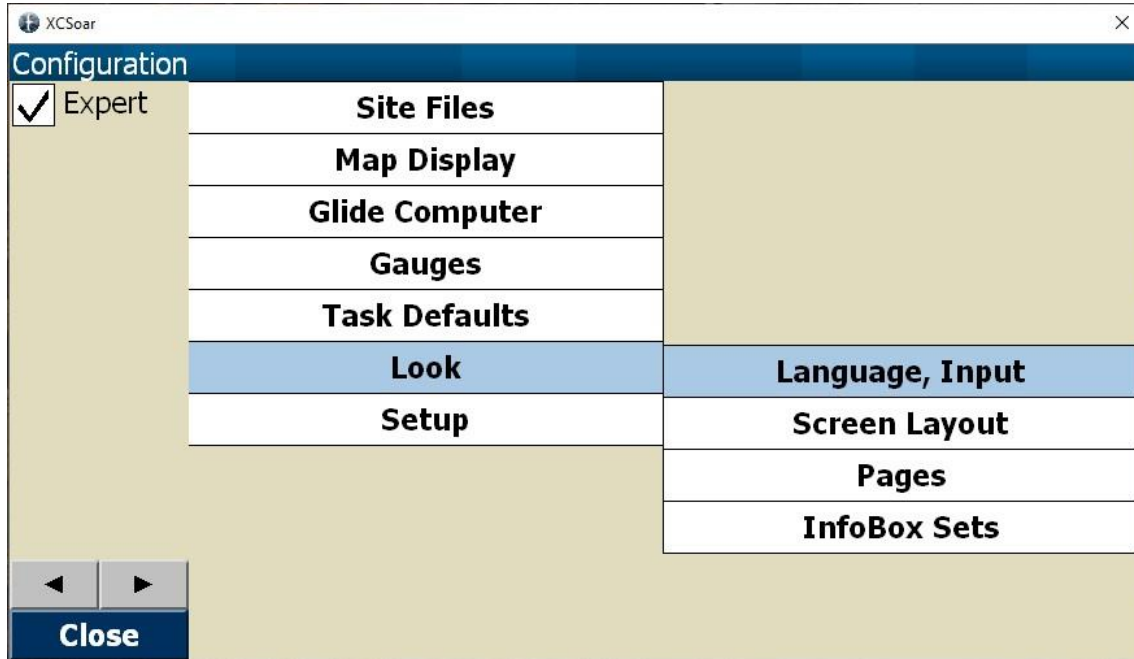 XCSoar
Configuration
Expert
Site Files
Map Display
Glide Computer
Gauges
Task Defaults
Look
Setup
Language, Input
Screen Layout
Pages
InfoBox Sets
Close